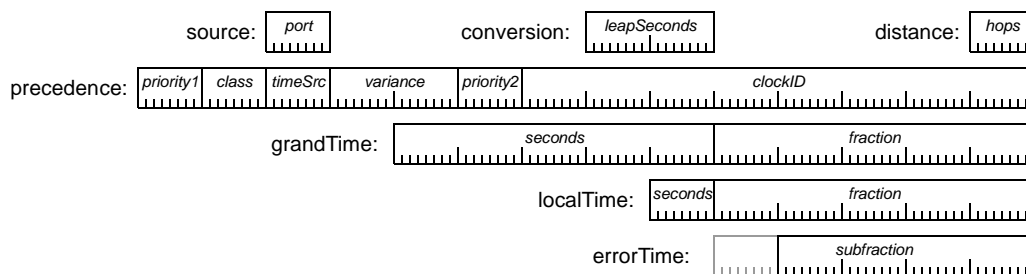 source: port conversion: leapSeconds distance: hops
precedence: priority1 class timeSrc variance priority2 clockID
grandTime: seconds fraction
localTime: seconds fraction
errorTime: subfraction